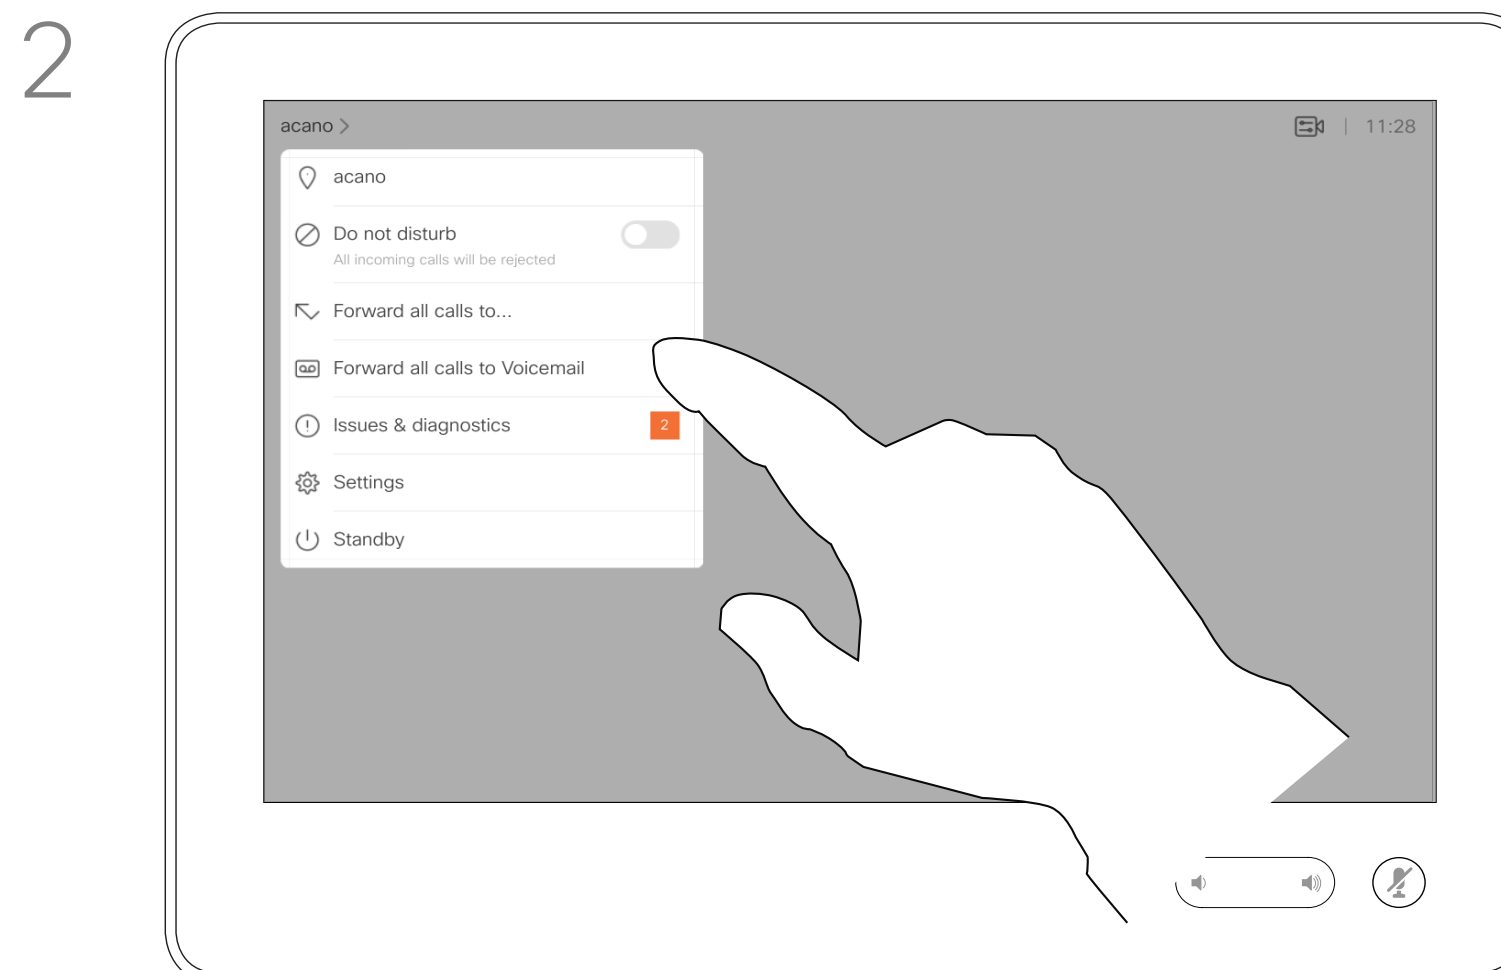 2
acano
11:28
acano
Do not disturb
All incoming calls will be rejected
Forward all calls to...
Forward all calls to Voicemail
Issues & diagnostics
2
Settings
Standby